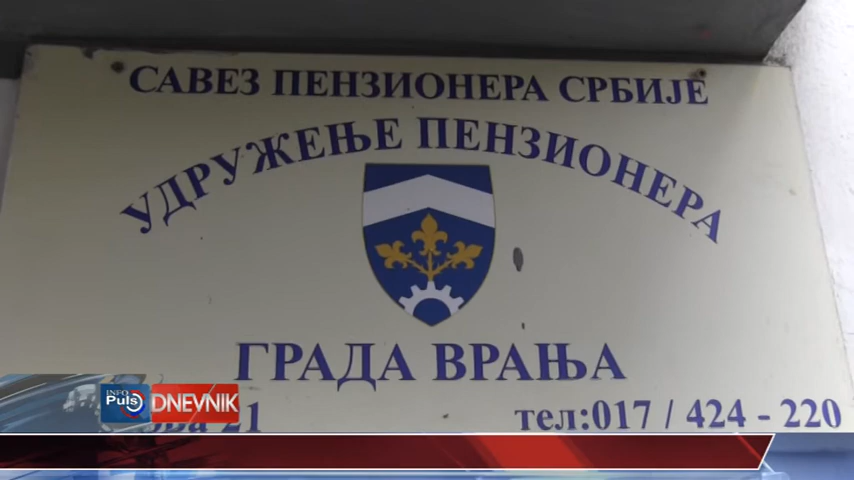 САВЕЗ ПЕНЗИОНЕРА СРБИЈЕ
УДРУЖЕЊЕ ПЕНЗИОНЕРА
ГРАДА ВРАЊА
21 тел:017 / 424 - 220
INFO
Puls DNEVNIK